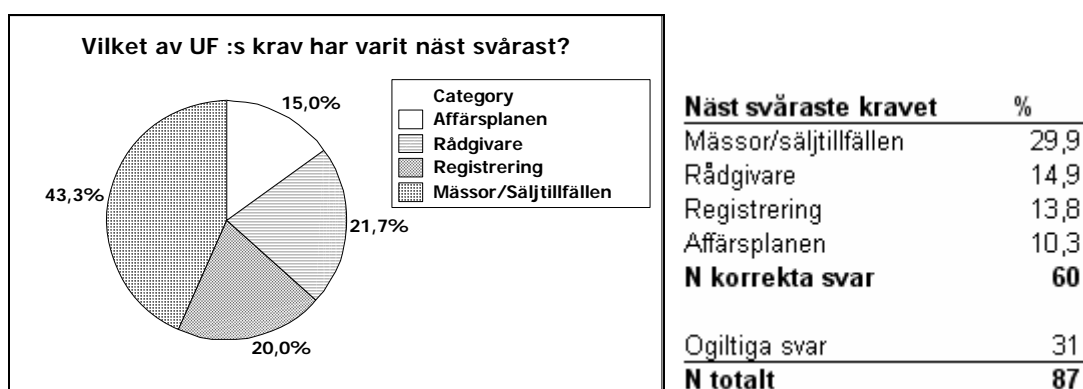 Vilket av UF :s krav har varit näst svårast?
15,0%
21,7%
20,0%
43,3%
Category
Affärsplanen
Rådgivare
Registrering
Mässor/Säljtillfällen
Näst svåraste kravet %
Mässor/säljtillfällen 29,9
Rådgivare 14,9
Registrering 13,8
Affärsplanen 10,3
N korrekta svar 60
Ogiltiga svar 31
N totalt 87